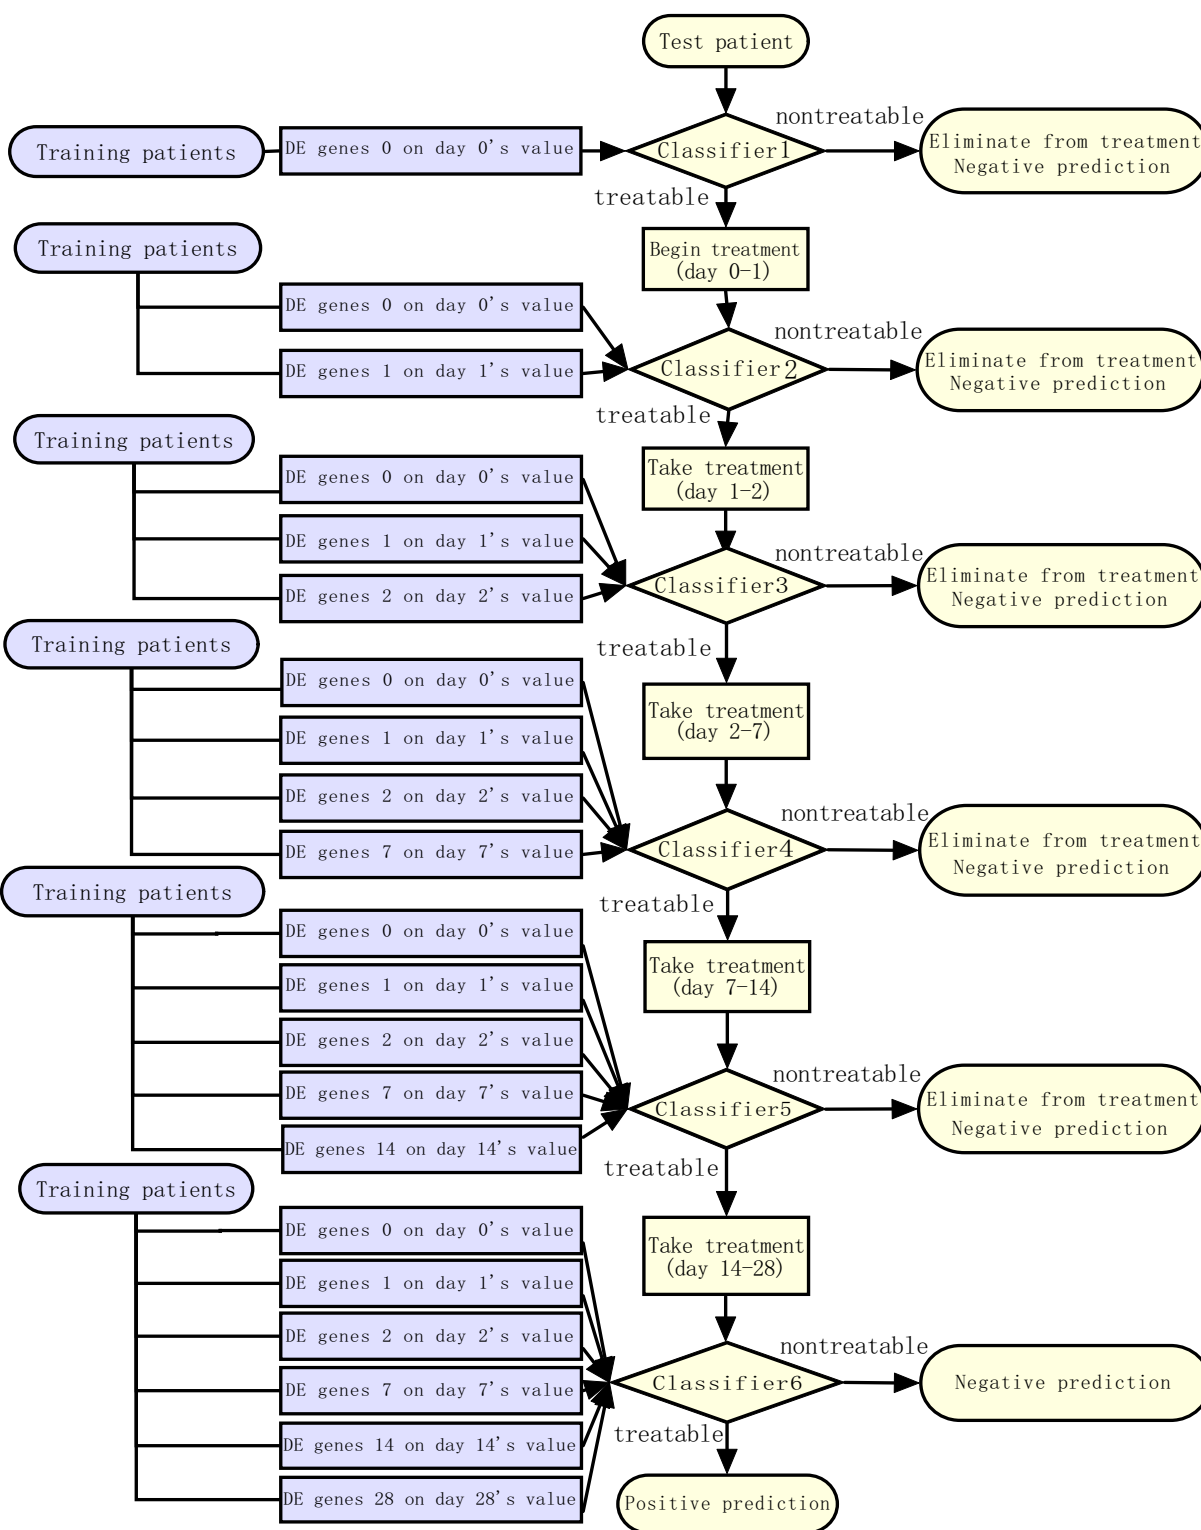 Test patient
nontreatable
Training patients
DE genes 0 on day 0's value
Classifier1
Eliminate from treatment
Negative prediction
treatable
Training patients
Begin treatment
(day 0-1)
DE genes 0 on day 0's value
nontreatable
DE genes 1 on day 1's value
Classifier2
Eliminate from treatment
Negative prediction
treatable
Training patients
Take treatment
(day 1-2)
DE genes 0 on day 0's value
DE genes 1 on day 1's value
nontreatable
DE genes 2 on day 2's value
Classifier3
Eliminate from treatment
Negative prediction
Training patients
treatable
DE genes 0 on day 0's value
Take treatment
(day 2-7)
DE genes 1 on day 1's value
DE genes 2 on day 2's value
nontreatable
DE genes 7 on day 7's value
Classifier4
Eliminate from treatment
Negative prediction
Training patients
treatable
DE genes 0 on day 0's value
Take treatment
(day 7-14)
DE genes 1 on day 1's value
DE genes 2 on day 2's value
nontreatable
DE genes 7 on day 7's value
Classifier5
Eliminate from treatment
Negative prediction
DE genes 14 on day 14's value
treatable
Training patients
DE genes 0 on day 0's value
Take treatment
(day 14-28)
DE genes 1 on day 1's value
DE genes 2 on day 2's value
nontreatable
DE genes 7 on day 7's value
Classifier6
Negative prediction
DE genes 14 on day 14's value
treatable
DE genes 28 on day 28's value
Positive prediction